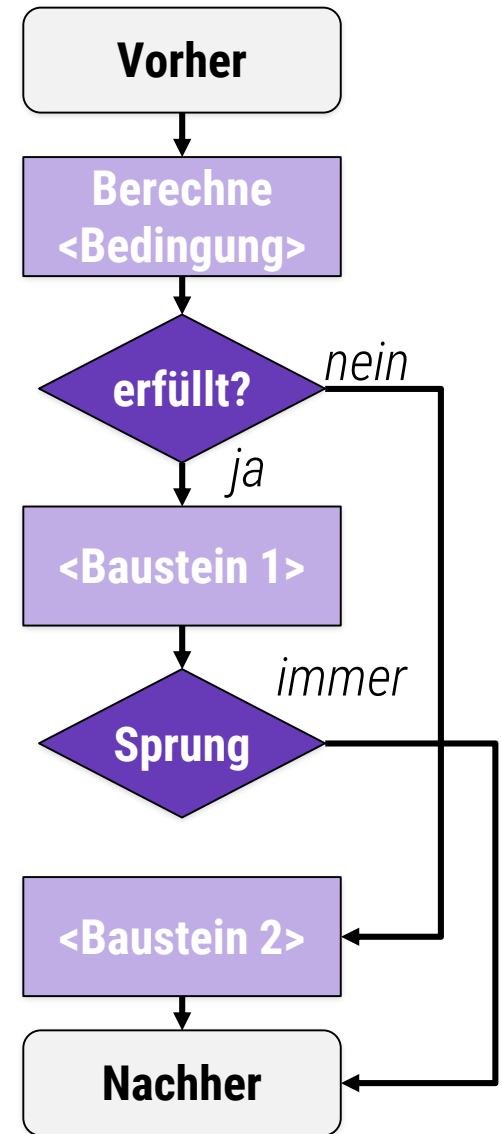 Vorher
Berechne
<Bedingung>
erfüllt?
nein
ja
<Baustein 1>
immer
Sprung
<Baustein 2>
Nachher